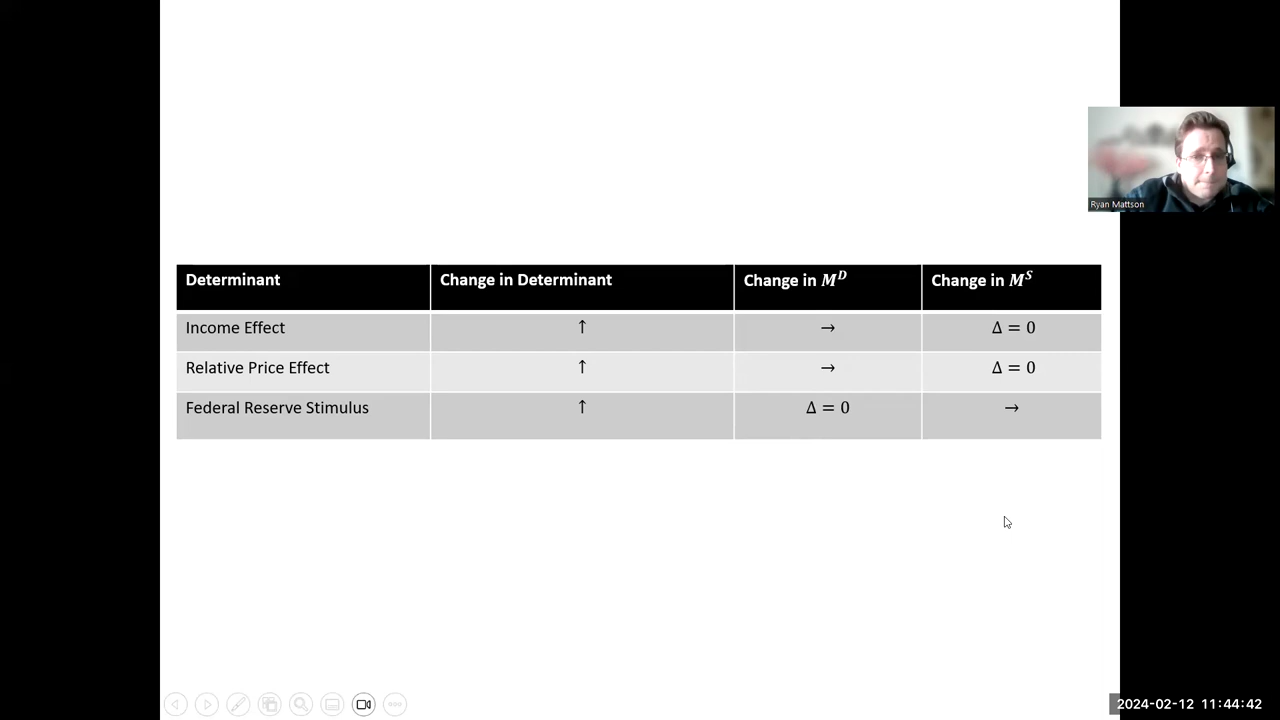 Ryan Mattson
Determinant Change in Determinant Change in M^D Change in M^S
Income Effect ↑ → Δ = 0
Relative Price Effect ↑ → Δ = 0
Federal Reserve Stimulus ↑ Δ = 0 →
2024-02-12 11:44:42